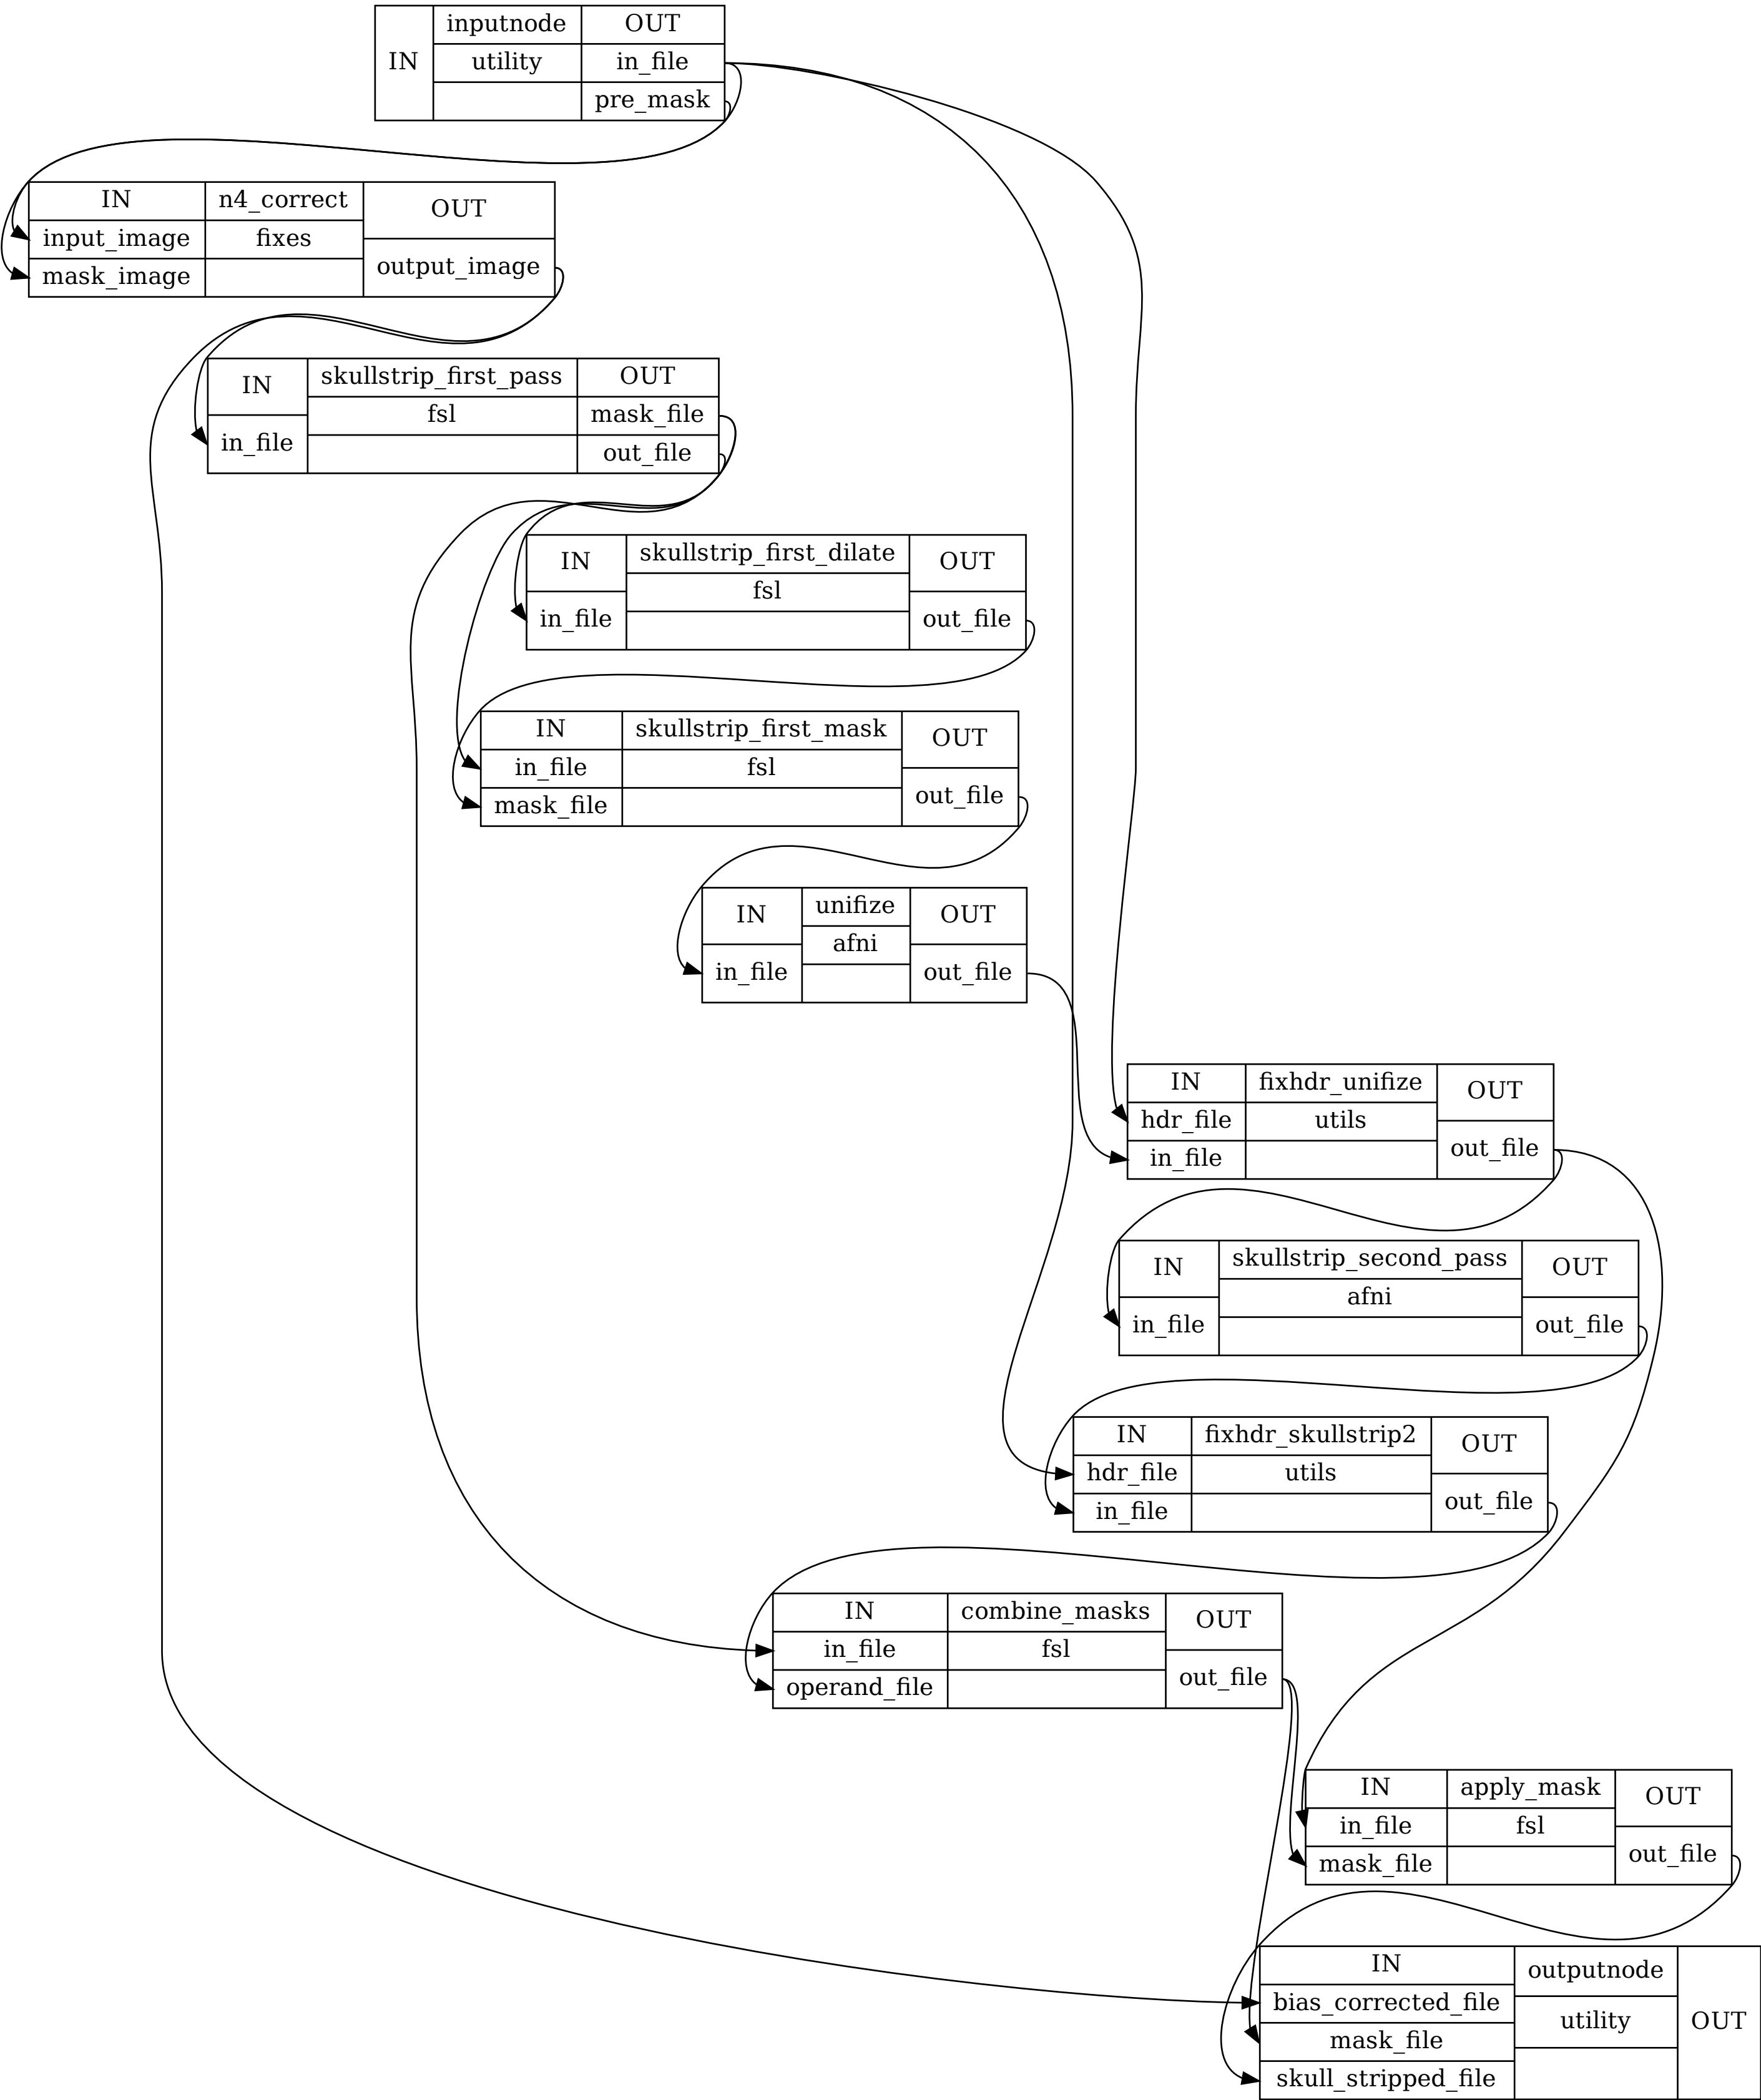 IN inputnode OUT
utility in_file
pre_mask
IN n4_correct OUT
input_image fixes
mask_image output_image
IN skullstrip_first_pass OUT
fsl mask_file
in_file out_file
IN skullstrip_first_dilate OUT
fsl
in_file out_file
IN skullstrip_first_mask OUT
in_file fsl
mask_file out_file
IN unifize OUT
afni
in_file out_file
IN fixhdr_unifize OUT
hdr_file utils
in_file out_file
IN skullstrip_second_pass OUT
afni
in_file out_file
IN fixhdr_skullstrip2 OUT
hdr_file utils
in_file out_file
IN combine_masks OUT
in_file fsl
operand_file out_file
IN apply_mask OUT
in_file fsl
mask_file out_file
IN outputnode OUT
bias_corrected_file
mask_file utility
skull_stripped_file